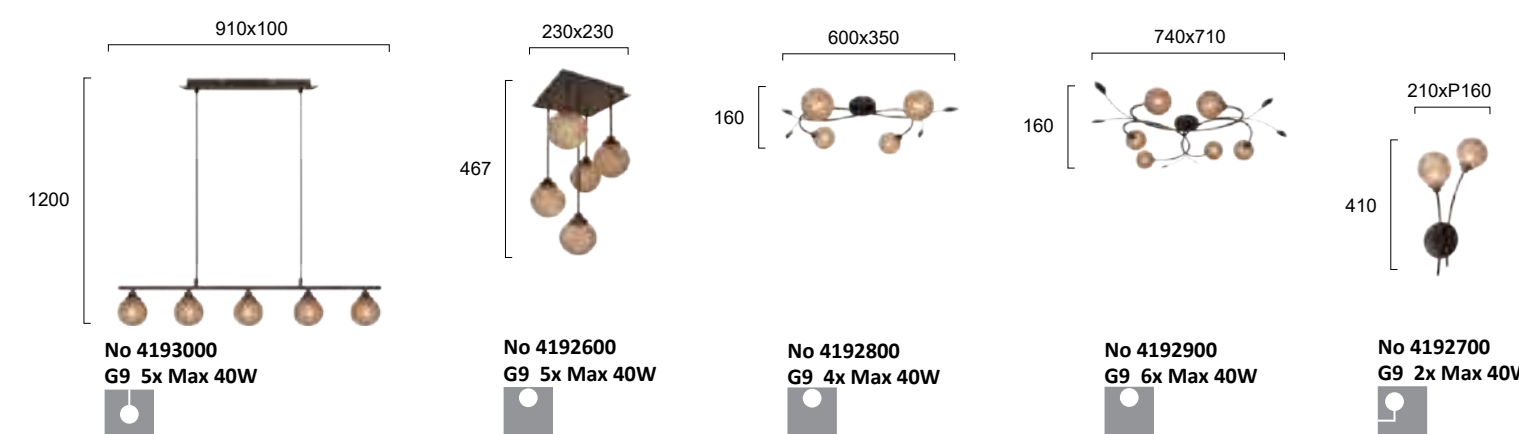 910x100
1200
No 4193000
G9 5x Max 40W
230x230
467
No 4192600
G9 5x Max 40W
600x350
160
No 4192800
G9 4x Max 40W
740x710
160
No 4192900
G9 6x Max 40W
210xP160
410
No 4192700
G9 2x Max 40W